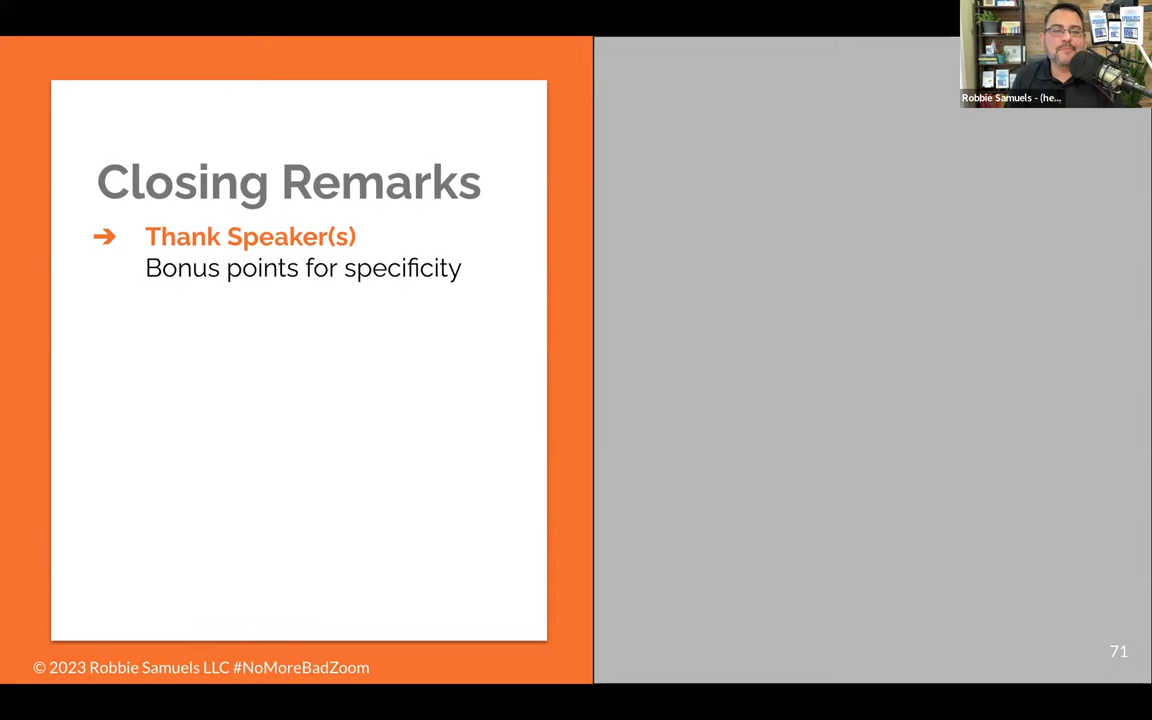 Robbie Samuels - (he...
Closing Remarks
➔ Thank Speaker(s)
Bonus points for specificity
71
© 2023 Robbie Samuels LLC #NoMoreBadZoom